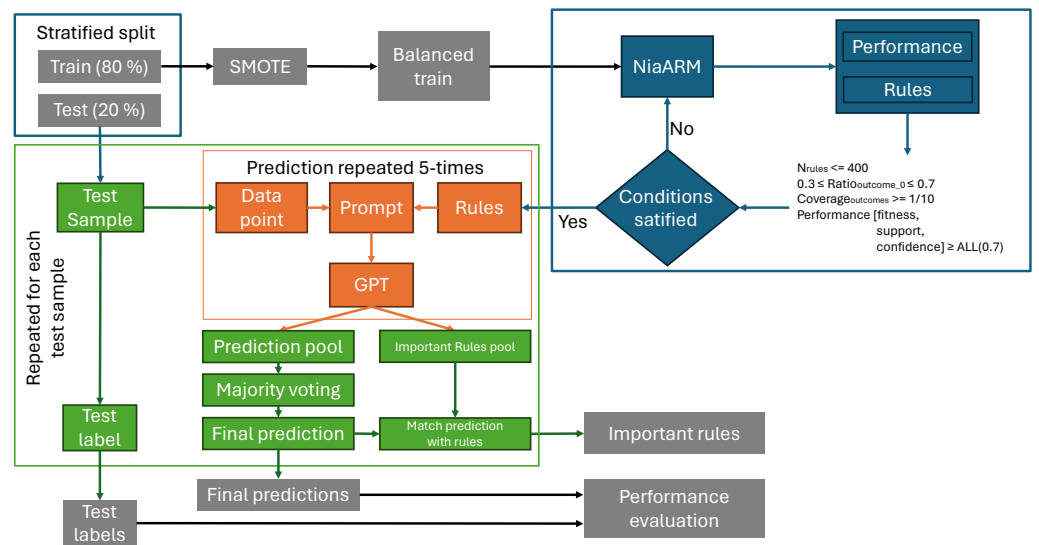 Stratified split
Train (80 %)
Test (20 %)
SMOTE
Balanced
train
NiaARM
Performance
Rules
No
Conditions
satified
Yes
Nrules <= 400
0.3 ≤ Ratiooutcome_0 ≤ 0.7
Coverageoutcomes >= 1/10
Performance [fitness,
support,
confidence] ≥ ALL(0.7)
Repeated for each
test sample
Test
Sample
Prediction repeated 5-times
Data
point
Prompt
Rules
GPT
Prediction pool
Important Rules pool
Majority voting
Final prediction
Match prediction
with rules
Test
label
Important rules
Final predictions
Test
labels
Performance
evaluation